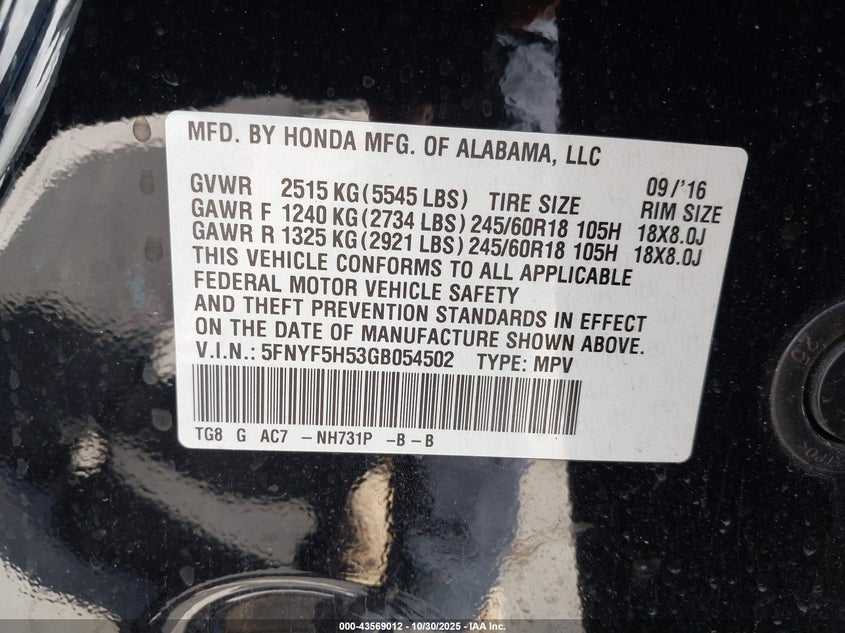 MFD. BY HONDA MFG. OF ALABAMA, LLC
09/'16
GVWR 2515 KG (5545 LBS) TIRE SIZE RIM SIZE
GAWR F 1240 KG (2734 LBS) 245/60R18 105H 18X8.0J
GAWR R 1325 KG (2921 LBS) 245/60R18 105H 18X8.0J
THIS VEHICLE CONFORMS TO ALL APPLICABLE
FEDERAL MOTOR VEHICLE SAFETY
AND THEFT PREVENTION STANDARDS IN EFFECT
ON THE DATE OF MANUFACTURE SHOWN ABOVE.
V.I.N.: 5FNYF5H53GB054502 TYPE: MPV
TG8 G AC7 – NH731P – B – B
000-43569012 - 10/30/2025 - IAA Inc.